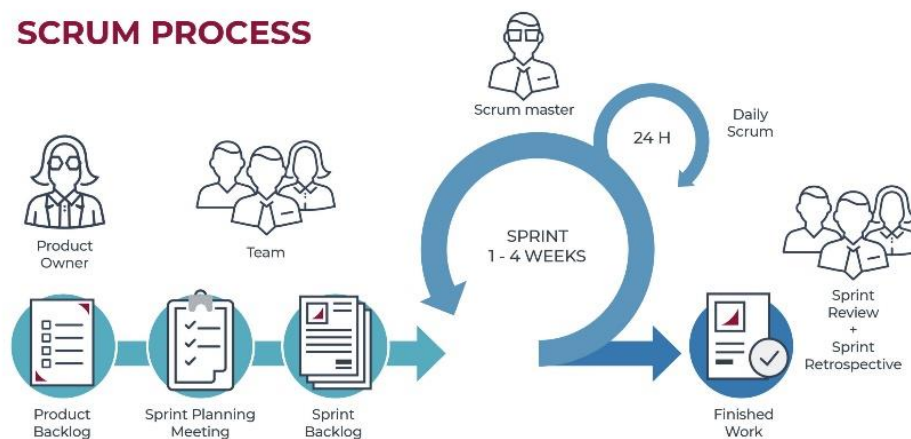 SCRUM PROCESS
Scrum master
24 H
Daily
Scrum
Product
Owner
Team
SPRINT
1 - 4 WEEKS
Sprint
Review
+
Sprint
Retrospective
Product
Backlog
Sprint Planning
Meeting
Sprint
Backlog
Finished
Work